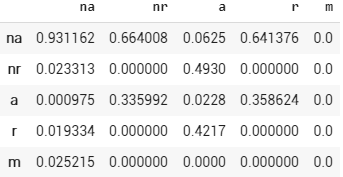 na nr a r m
na 0.931162 0.664008 0.0625 0.641376 0.0
nr 0.023313 0.000000 0.4930 0.000000 0.0
a 0.000975 0.335992 0.0228 0.358624 0.0
r 0.019334 0.000000 0.4217 0.000000 0.0
m 0.025215 0.000000 0.0000 0.000000 0.0